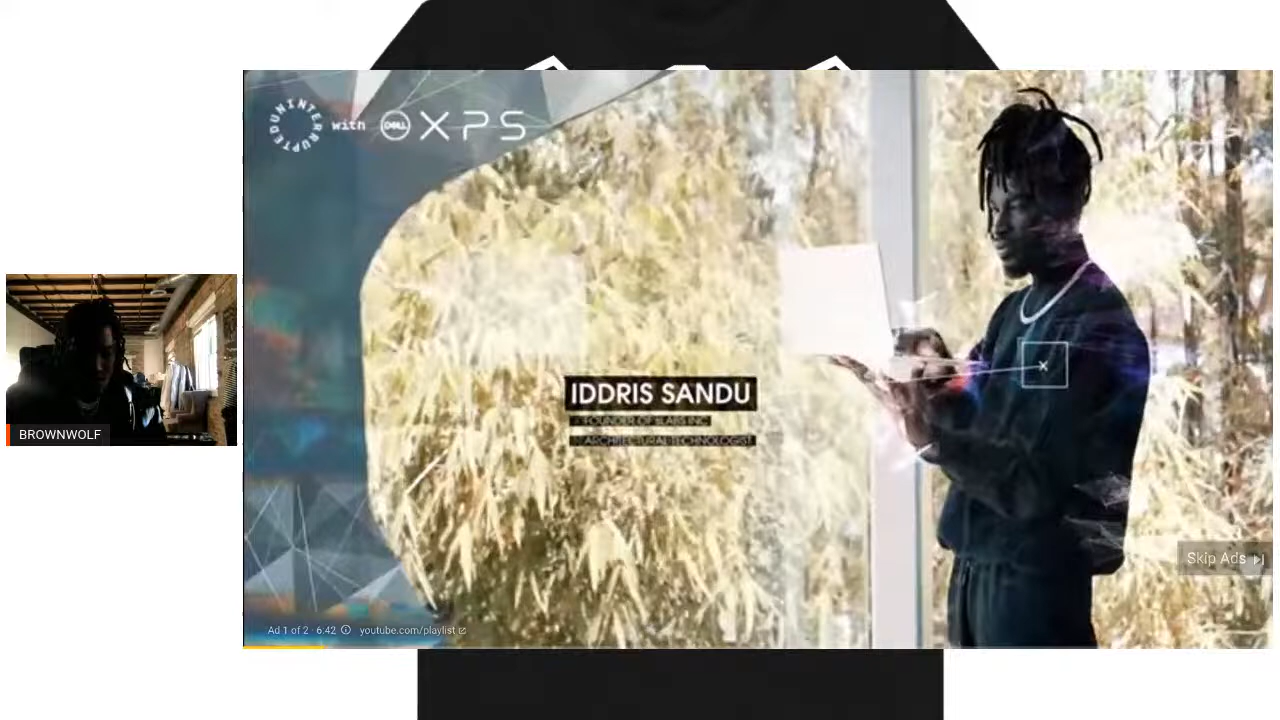 UNINTERRUPTED
with DELL XPS
IDDRIS SANDU
FOUNDER OF SLABS INC.
ARCHITECTURAL TECHNOLOGIST
BROWNWOLF
Skip Ads
Ad 1 of 2 · 6:42 youtube.com/playlist